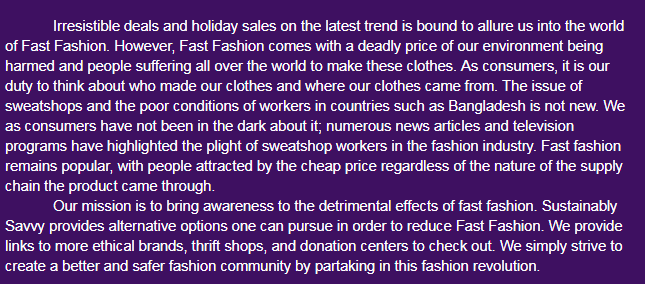 Irresistible deals and holiday sales on the latest trend is bound to allure us into the world
of Fast Fashion. However, Fast Fashion comes with a deadly price of our environment being
harmed and people suffering all over the world to make these clothes. As consumers, it is our
duty to think about who made our clothes and where our clothes came from. The issue of
sweatshops and the poor conditions of workers in countries such as Bangladesh is not new. We
as consumers have not been in the dark about it; numerous news articles and television
programs have highlighted the plight of sweatshop workers in the fashion industry. Fast fashion
remains popular, with people attracted by the cheap price regardless of the nature of the supply
chain the product came through.
Our mission is to bring awareness to the detrimental effects of fast fashion. Sustainably
Savvy provides alternative options one can pursue in order to reduce Fast Fashion. We provide
links to more ethical brands, thrift shops, and donation centers to check out. We simply strive to
create a better and safer fashion community by partaking in this fashion revolution.